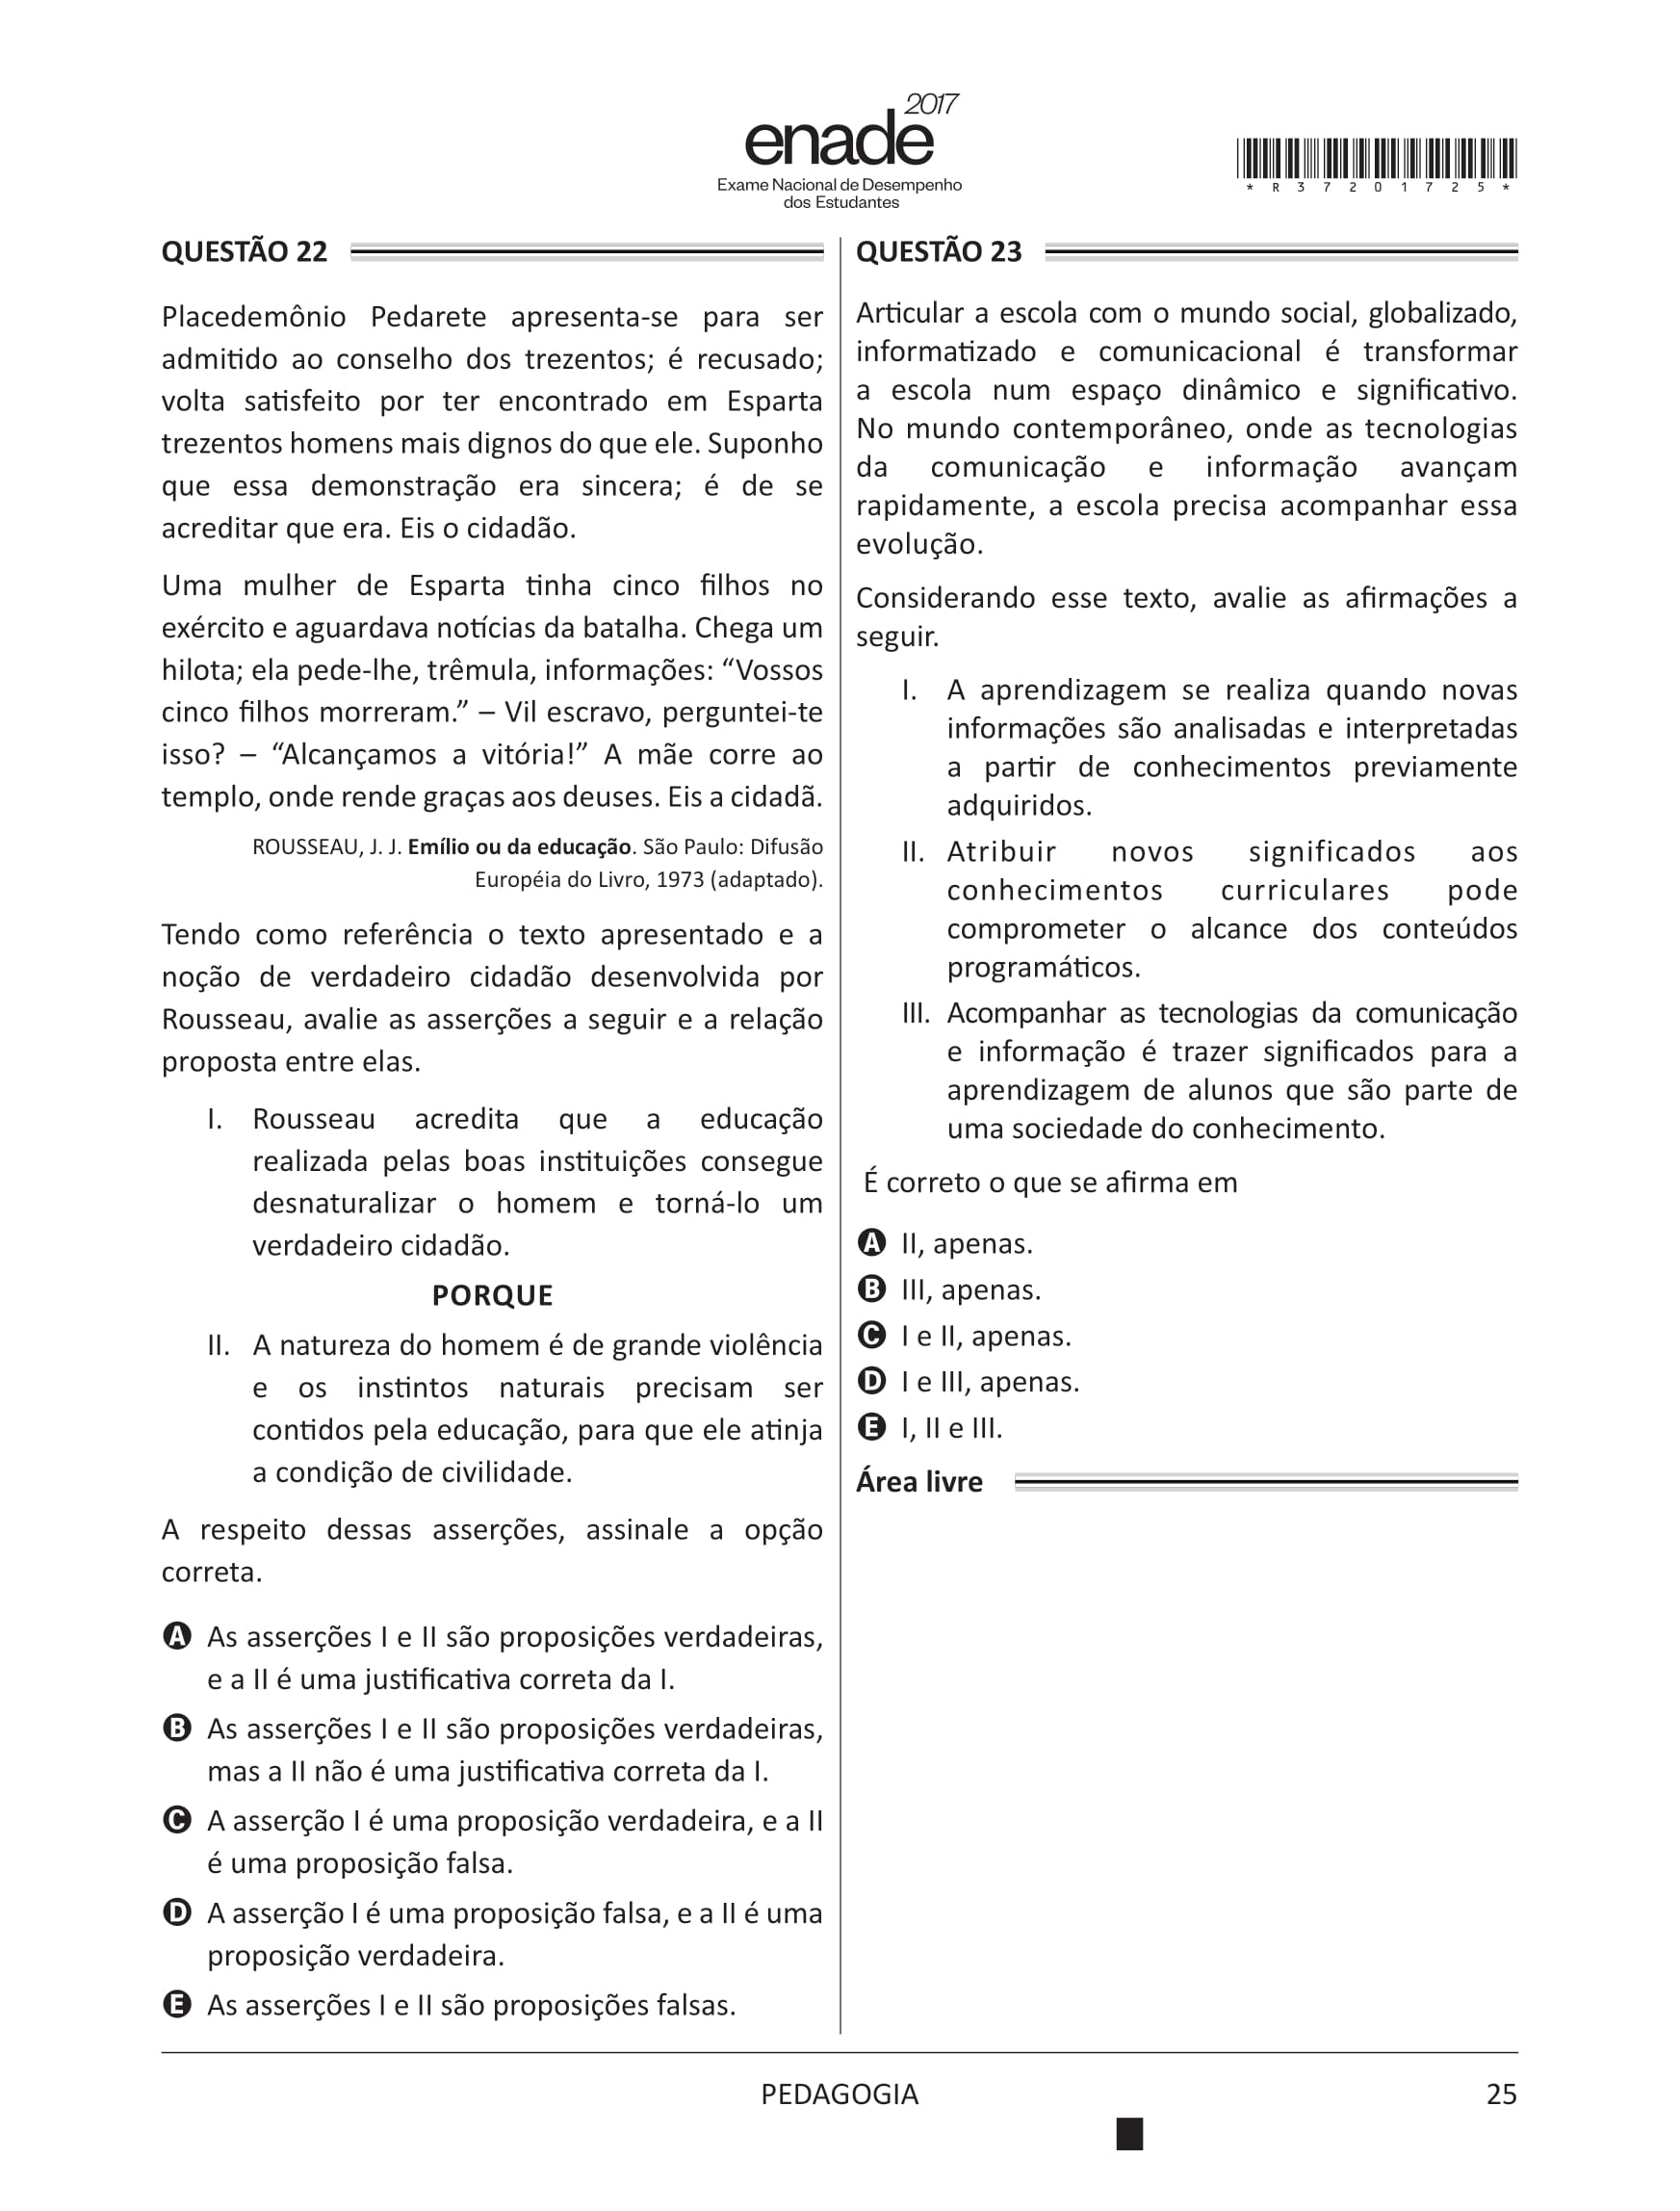 2017
enade
Exame Nacional de Desempenho
dos Estudantes
* R 3 7 2 0 1 7 2 5 *
QUESTÃO 22
Placedemônio Pedarete apresenta-se para ser
admitido ao conselho dos trezentos; é recusado;
volta satisfeito por ter encontrado em Esparta
trezentos homens mais dignos do que ele. Suponho
que essa demonstração era sincera; é de se
acreditar que era. Eis o cidadão.
Uma mulher de Esparta tinha cinco filhos no
exército e aguardava notícias da batalha. Chega um
hilota; ela pede-lhe, trêmula, informações: “Vossos
cinco filhos morreram.” – Vil escravo, perguntei-te
isso? – “Alcançamos a vitória!” A mãe corre ao
templo, onde rende graças aos deuses. Eis a cidadã.
ROUSSEAU, J. J. Emílio ou da educação. São Paulo: Difusão
Européia do Livro, 1973 (adaptado).
Tendo como referência o texto apresentado e a
noção de verdadeiro cidadão desenvolvida por
Rousseau, avalie as asserções a seguir e a relação
proposta entre elas.
I. Rousseau acredita que a educação
realizada pelas boas instituições consegue
desnaturalizar o homem e torná-lo um
verdadeiro cidadão.
PORQUE
II. A natureza do homem é de grande violência
e os instintos naturais precisam ser
contidos pela educação, para que ele atinja
a condição de civilidade.
A respeito dessas asserções, assinale a opção
correta.
A As asserções I e II são proposições verdadeiras,
e a II é uma justificativa correta da I.
B As asserções I e II são proposições verdadeiras,
mas a II não é uma justificativa correta da I.
C A asserção I é uma proposição verdadeira, e a II
é uma proposição falsa.
D A asserção I é uma proposição falsa, e a II é uma
proposição verdadeira.
E As asserções I e II são proposições falsas.
QUESTÃO 23
Articular a escola com o mundo social, globalizado,
informatizado e comunicacional é transformar
a escola num espaço dinâmico e significativo.
No mundo contemporâneo, onde as tecnologias
da comunicação e informação avançam
rapidamente, a escola precisa acompanhar essa
evolução.
Considerando esse texto, avalie as afirmações a
seguir.
I. A aprendizagem se realiza quando novas
informações são analisadas e interpretadas
a partir de conhecimentos previamente
adquiridos.
II. Atribuir novos significados aos
conhecimentos curriculares pode
comprometer o alcance dos conteúdos
programáticos.
III. Acompanhar as tecnologias da comunicação
e informação é trazer significados para a
aprendizagem de alunos que são parte de
uma sociedade do conhecimento.
É correto o que se afirma em
A II, apenas.
B III, apenas.
C I e II, apenas.
D I e III, apenas.
E I, II e III.
Área livre
PEDAGOGIA
25